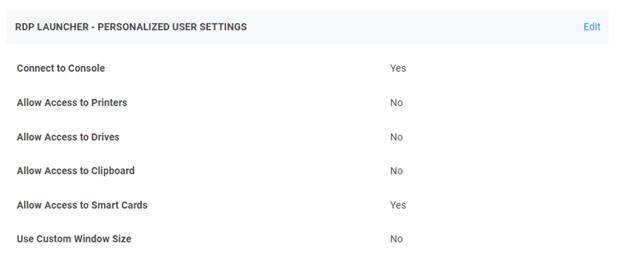 RDP LAUNCHER - PERSONALIZED USER SETTINGS Edit
Connect to Console Yes
Allow Access to Printers No
Allow Access to Drives No
Allow Access to Clipboard No
Allow Access to Smart Cards Yes
Use Custom Window Size No